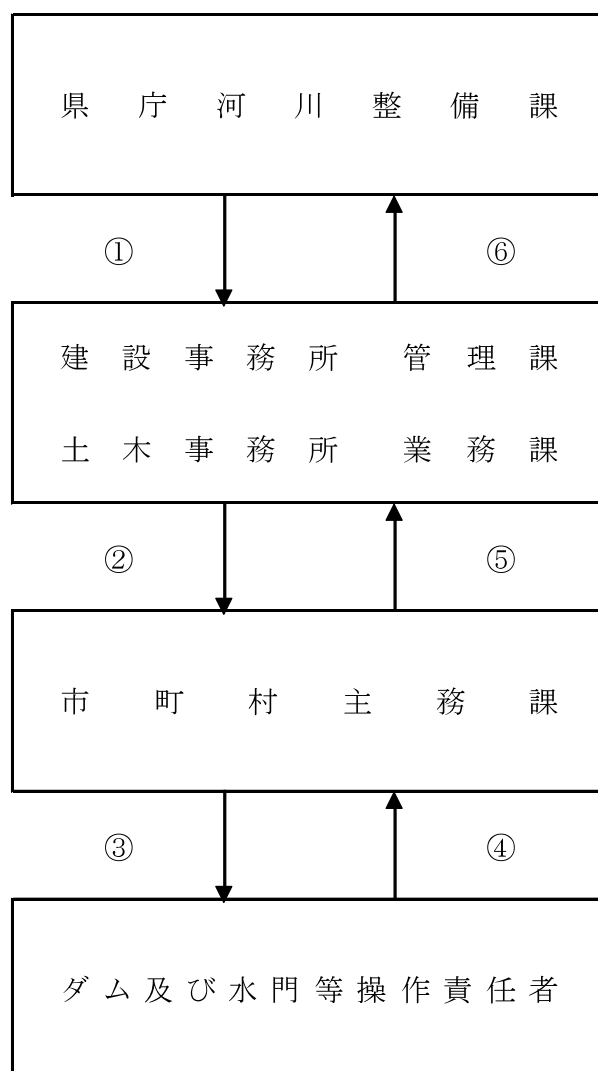 県庁河川整備課
① ⑥
建設事務所 管理課
土木事務所 業務課
② ⑤
市町村主務課
③ ④
ダム及び水門等操作責任者